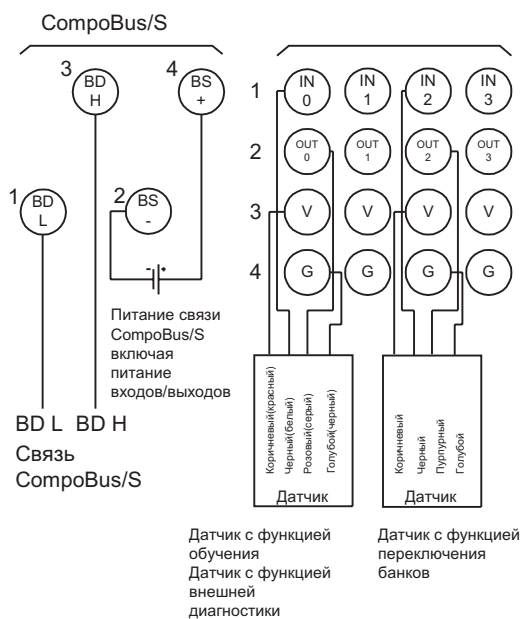 CompoBus/S
3
BD
H
4
BS
+
1
BD
L
2
BS
-
- +
Питание связи
CompoBus/S
включая
питание
входов/выходов
BD L
BD H
Связь
CompoBus/S
1
IN
0
IN
1
IN
2
IN
3
2
OUT
0
OUT
1
OUT
2
OUT
3
3
V
V
V
V
4
G
G
G
G
Коричневый(красный)
Черный(белый)
Розовый(серый)
Голубой(черный)
Датчик
Коричневый
Черный
Пурпурный
Голубой
Датчик
Датчик с функцией
обучения
Датчик с функцией
внешней
диагностики
Датчик с функцией
переключения
банков